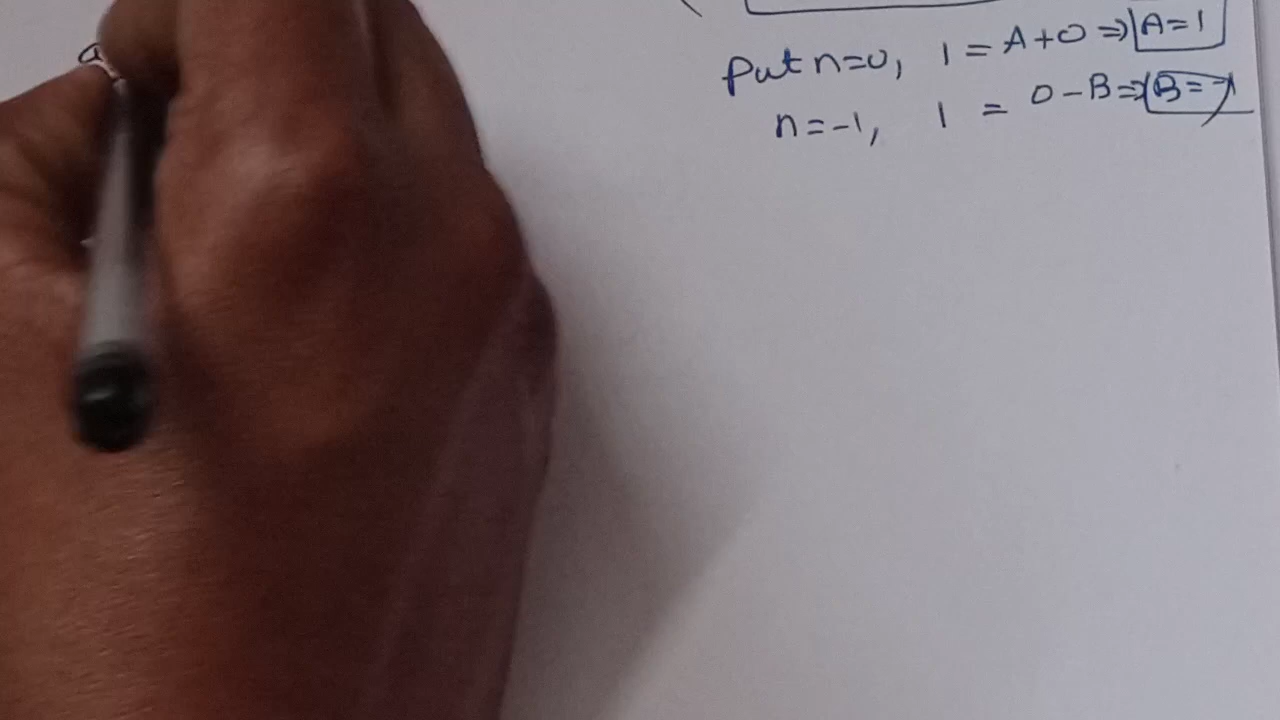 Put n=0, 1 = A+0 ⇒ A=1
n=-1, 1 = 0-B ⇒ B=-1
a